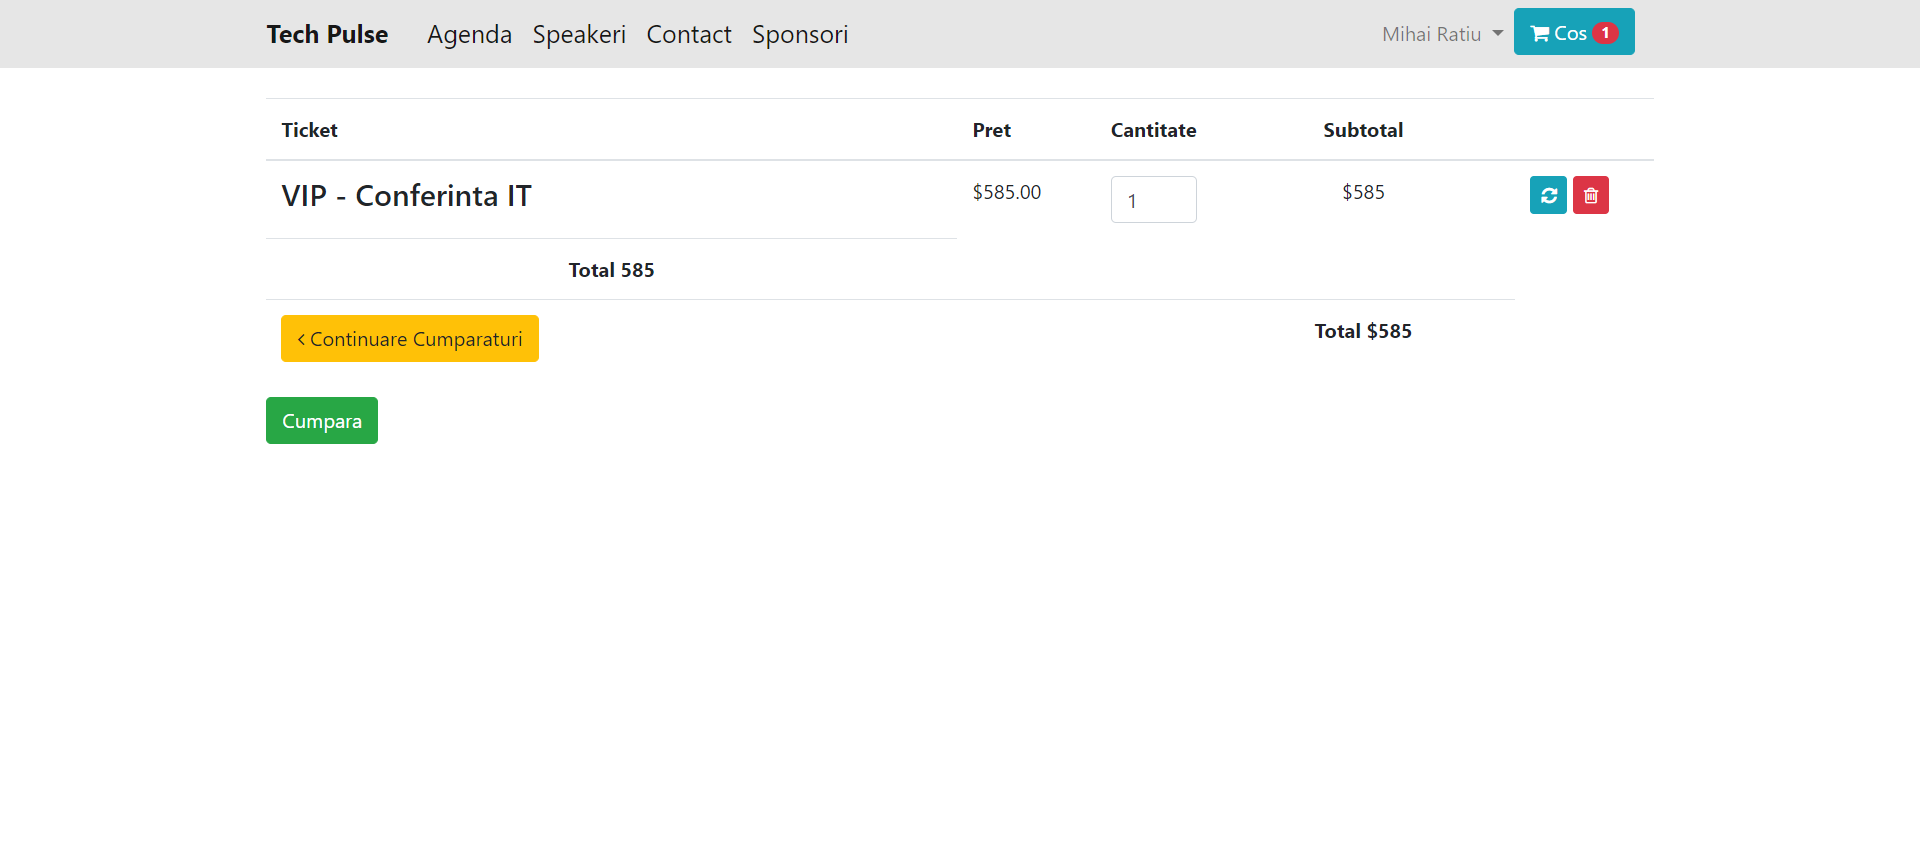 Tech Pulse Agenda Speakeri Contact Sponsori Mihai Ratiu Cos 1
Ticket Pret Cantitate Subtotal
VIP - Conferinta IT $585.00 1 $585
Total 585
Continuare Cumparaturi Total $585
Cumpara